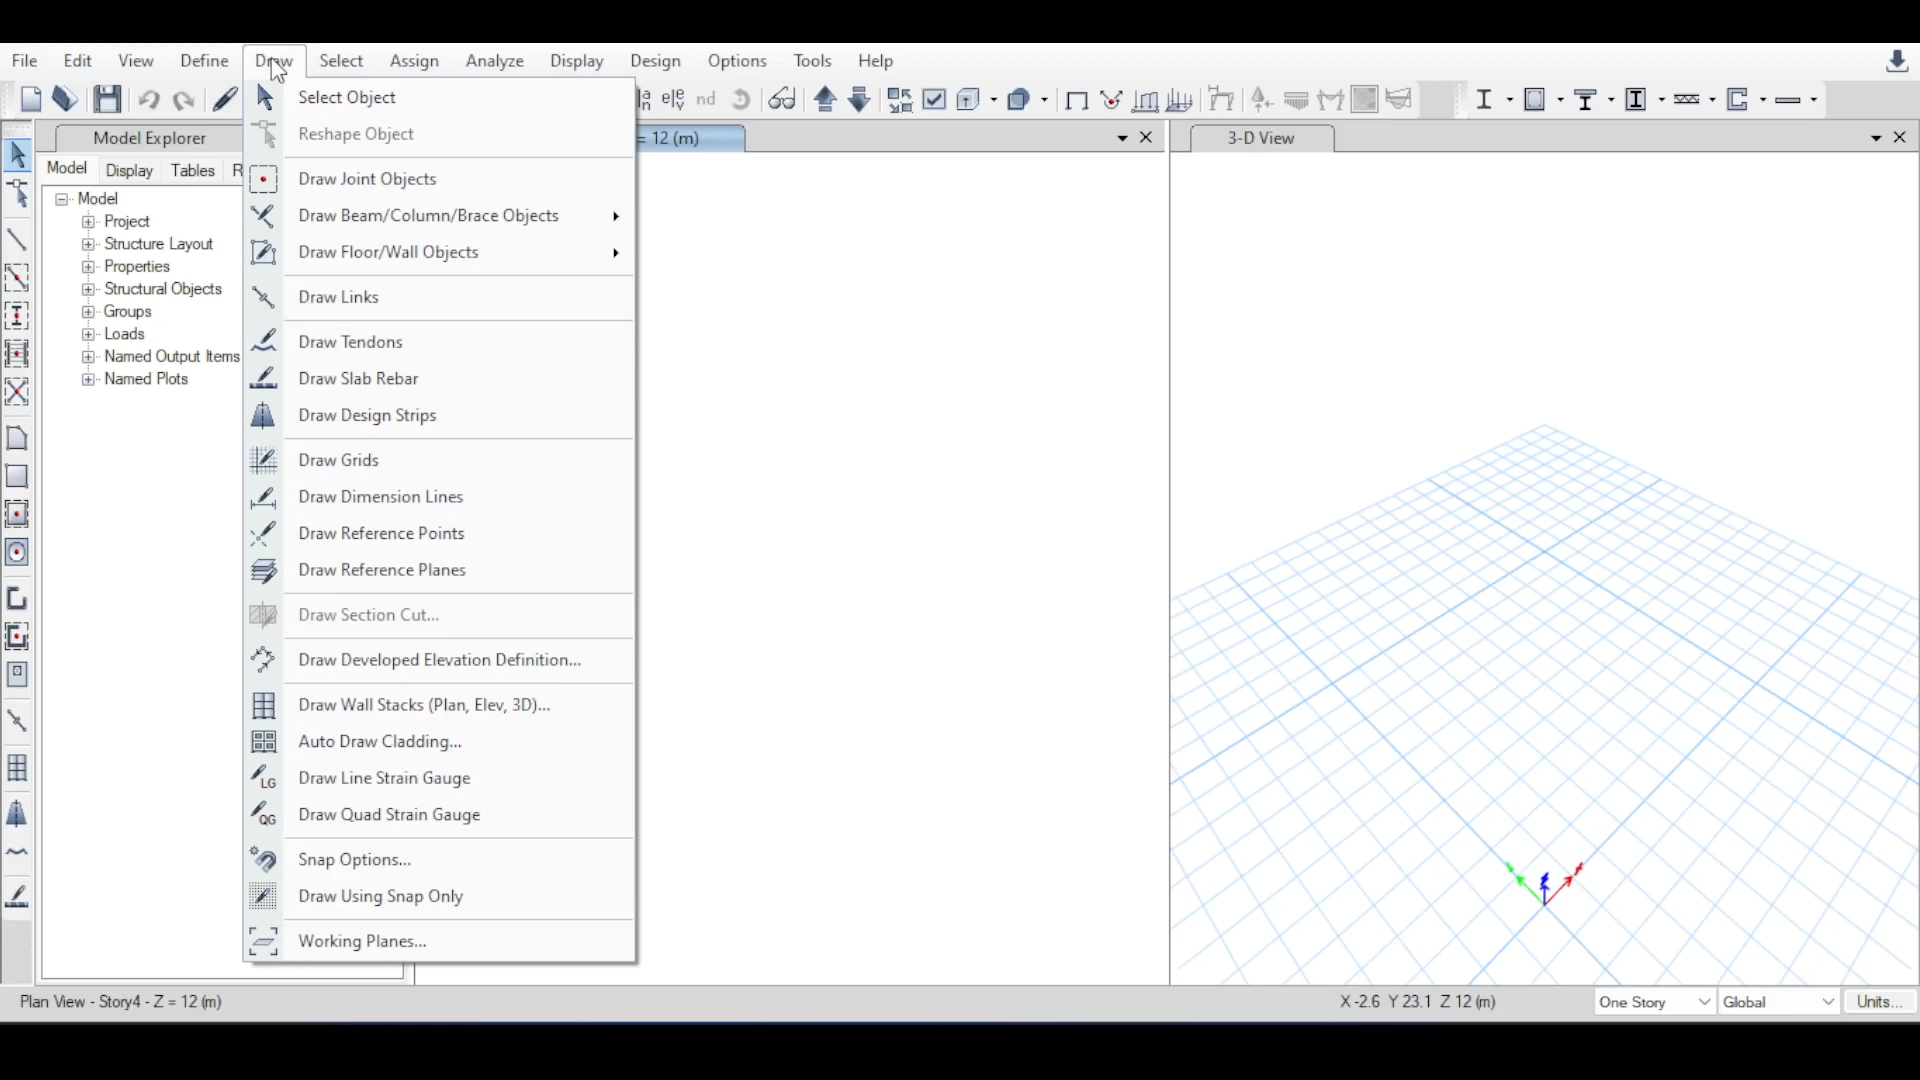 File Edit View Define Draw Select Assign Analyze Display Design Options Tools Help
nd
Model Explorer
= 12 (m)
3-D View
Model Display Tables R
Model
Project
Structure Layout
Properties
Structural Objects
Groups
Loads
Named Output Items
Named Plots
Select Object
Reshape Object
Draw Joint Objects
Draw Beam/Column/Brace Objects
Draw Floor/Wall Objects
Draw Links
Draw Tendons
Draw Slab Rebar
Draw Design Strips
Draw Grids
Draw Dimension Lines
Draw Reference Points
Draw Reference Planes
Draw Section Cut...
Draw Developed Elevation Definition...
Draw Wall Stacks (Plan, Elev, 3D)...
Auto Draw Cladding...
LG Draw Line Strain Gauge
QG Draw Quad Strain Gauge
Snap Options...
Draw Using Snap Only
Working Planes...
Plan View - Story4 - Z = 12 (m)
X -2.6 Y 23.1 Z 12 (m)
One Story
Global
Units...